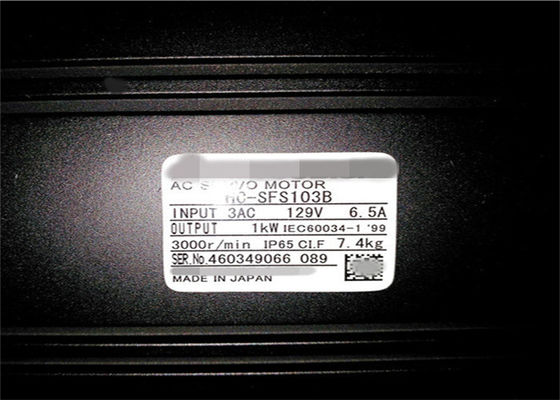 AC SERVO MOTOR
HC-SFS103B
INPUT 3AC 129V 6.5A
OUTPUT 1kW IEC60034-1 '99
3000r/min IP65 CI.F 7.4kg
SER.No.460349066 089
MADE IN JAPAN